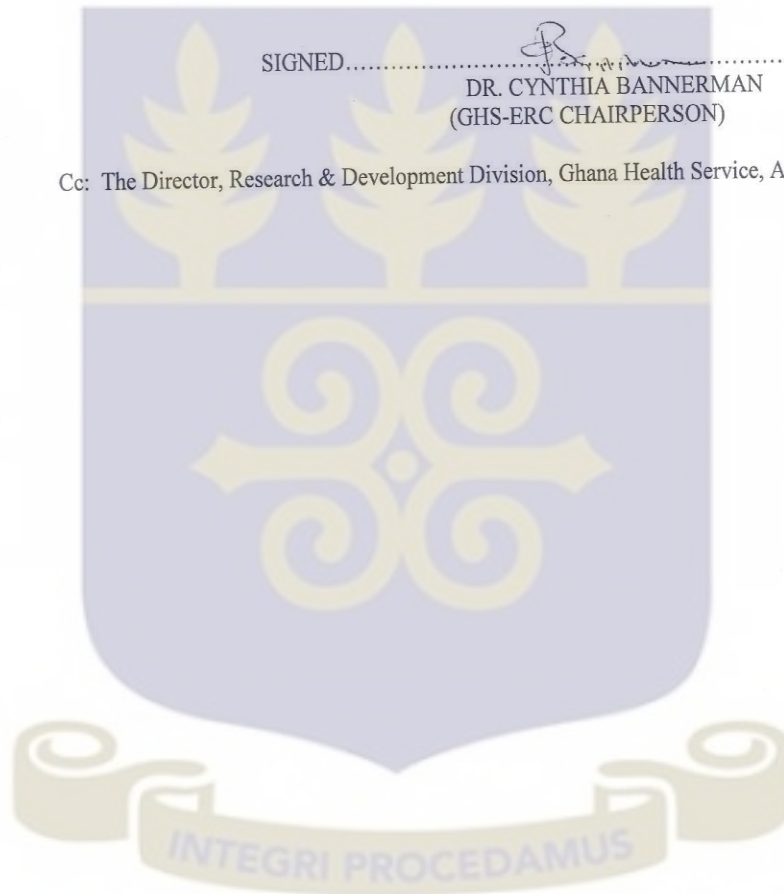 SIGNED..........................................
DR. CYNTHIA BANNERMAN
(GHS-ERC CHAIRPERSON)
Cc: The Director, Research & Development Division, Ghana Health Service, A
INTEGRI PROCEDAMUS